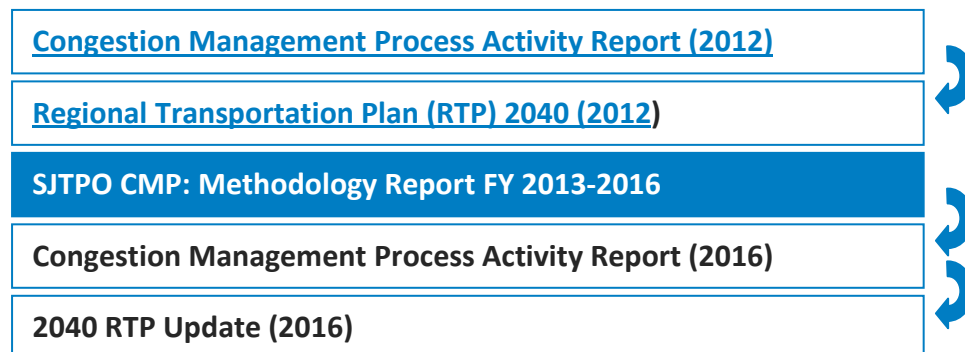 Congestion Management Process Activity Report (2012)
Regional Transportation Plan (RTP) 2040 (2012)
SJTPO CMP: Methodology Report FY 2013-2016
Congestion Management Process Activity Report (2016)
2040 RTP Update (2016)